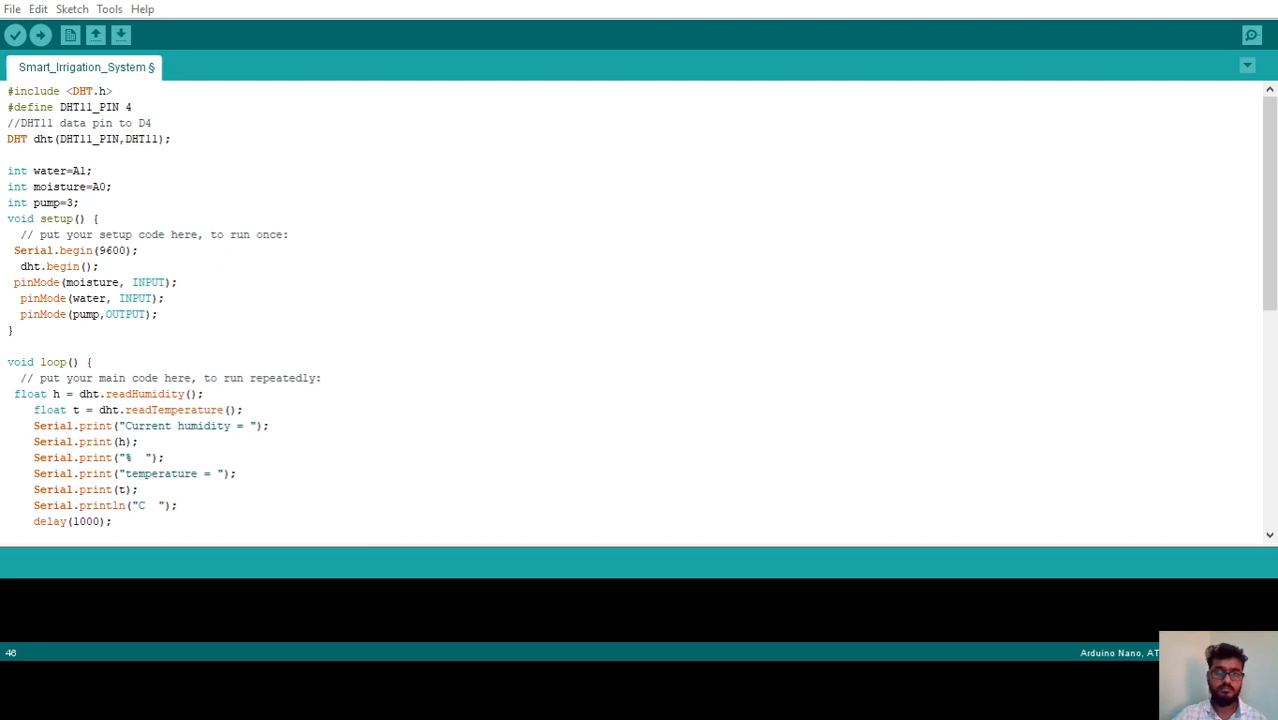 File Edit Sketch Tools Help
Smart_Irrigation_System §
#include <DHT.h>
#define DHT11_PIN 4
//DHT11 data pin to D4
DHT dht(DHT11_PIN,DHT11);
int water=A1;
int moisture=A0;
int pump=3;
void setup() {
// put your setup code here, to run once:
Serial.begin(9600);
dht.begin();
pinMode(moisture, INPUT);
pinMode(water, INPUT);
pinMode(pump,OUTPUT);
}
void loop() {
// put your main code here, to run repeatedly:
float h = dht.readHumidity();
float t = dht.readTemperature();
Serial.print("Current humidity = ");
Serial.print(h);
Serial.print("%  ");
Serial.print("temperature = ");
Serial.print(t);
Serial.println("C  ");
delay(1000);
46
Arduino Nano, AT